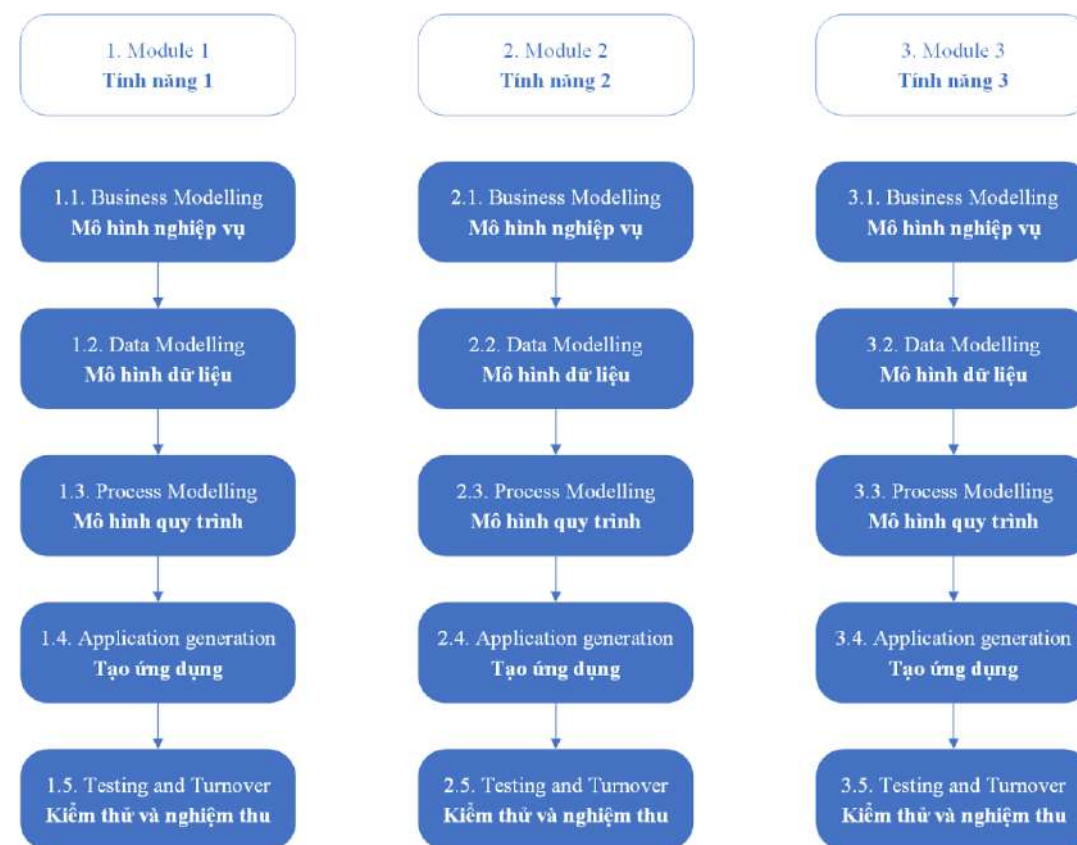 1. Module 1
Tính năng 1
2. Module 2
Tính năng 2
3. Module 3
Tính năng 3
1.1. Business Modelling
Mô hình nghiệp vụ
2.1. Business Modelling
Mô hình nghiệp vụ
3.1. Business Modelling
Mô hình nghiệp vụ
1.2. Data Modelling
Mô hình dữ liệu
2.2. Data Modelling
Mô hình dữ liệu
3.2. Data Modelling
Mô hình dữ liệu
1.3. Process Modelling
Mô hình quy trình
2.3. Process Modelling
Mô hình quy trình
3.3. Process Modelling
Mô hình quy trình
1.4. Application generation
Tạo ứng dụng
2.4. Application generation
Tạo ứng dụng
3.4. Application generation
Tạo ứng dụng
1.5. Testing and Turnover
Kiểm thử và nghiệm thu
2.5. Testing and Turnover
Kiểm thử và nghiệm thu
3.5. Testing and Turnover
Kiểm thử và nghiệm thu